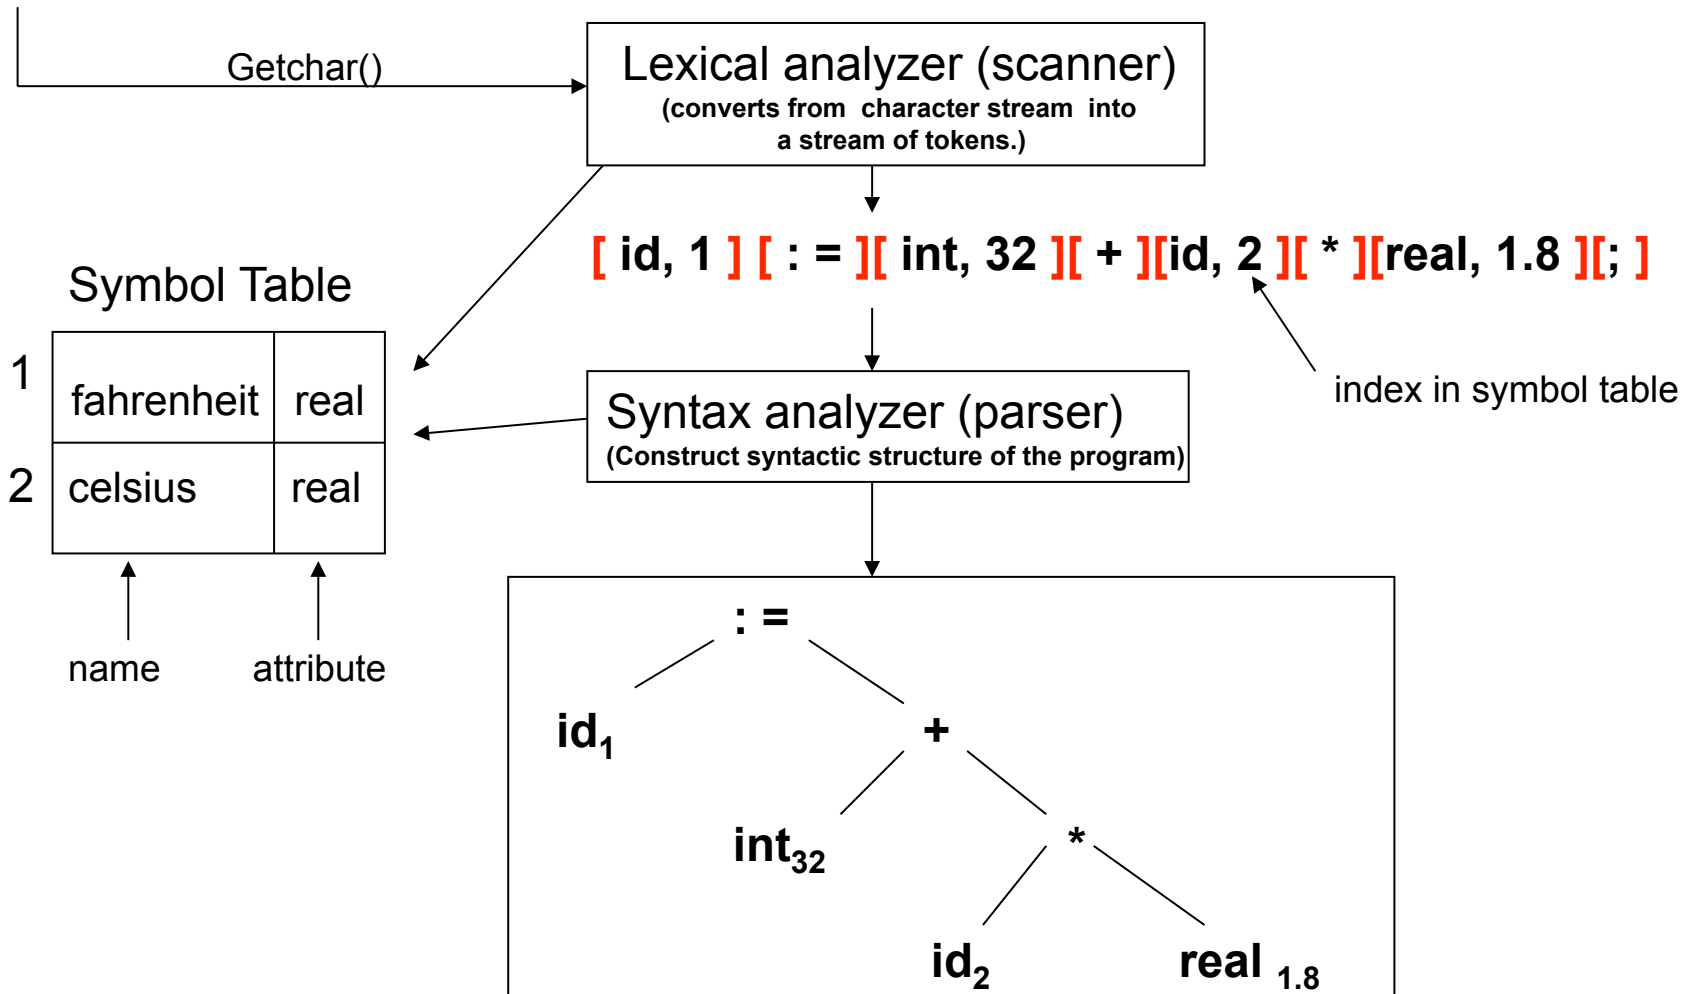 Getchar()
Lexical analyzer (scanner)
(converts from  character stream  into
a stream of tokens.)
[ id, 1 ] [ : = ][ int, 32 ][ + ][id, 2 ][ * ][real, 1.8 ][; ]
Symbol Table
1
fahrenheit
real
2
celsius
real
name
attribute
index in symbol table
Syntax analyzer (parser)
(Construct syntactic structure of the program)
: =
id1
+
int32
*
id2
real 1.8